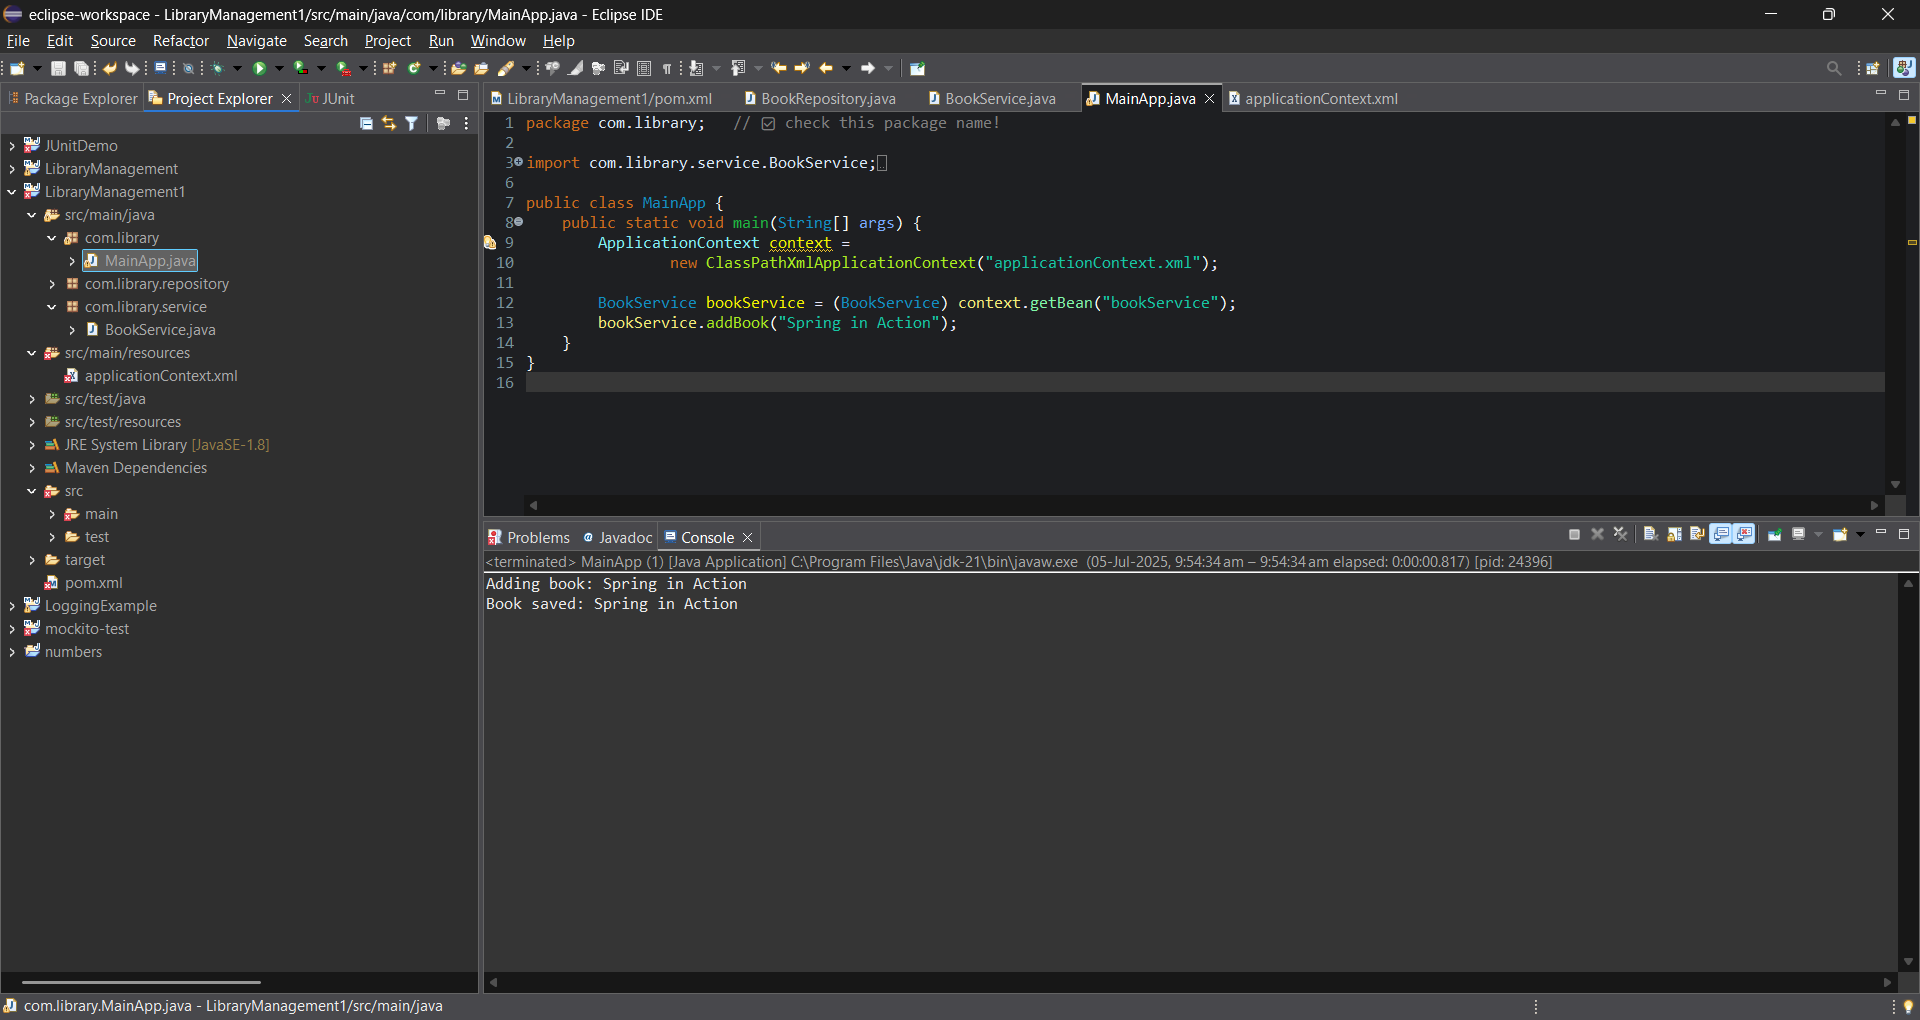 eclipse-workspace - LibraryManagement1/src/main/java/com/library/MainApp.java - Eclipse IDE
File Edit Source Refactor Navigate Search Project Run Window Help
Package Explorer Project Explorer JUnit
JUnitDemo
LibraryManagement
LibraryManagement1
src/main/java
com.library
MainApp.java
com.library.repository
com.library.service
BookService.java
src/main/resources
applicationContext.xml
src/test/java
src/test/resources
JRE System Library [JavaSE-1.8]
Maven Dependencies
src
main
test
target
pom.xml
LoggingExample
mockito-test
numbers
LibraryManagement1/pom.xml BookRepository.java BookService.java MainApp.java applicationContext.xml
1 package com.library; // ☑ check this package name!
2
3 import com.library.service.BookService;
6
7 public class MainApp {
8 public static void main(String[] args) {
9 ApplicationContext context =
10 new ClassPathXmlApplicationContext("applicationContext.xml");
11
12 BookService bookService = (BookService) context.getBean("bookService");
13 bookService.addBook("Spring in Action");
14 }
15 }
16
Problems @ Javadoc Console
<terminated> MainApp (1) [Java Application] C:\Program Files\Java\jdk-21\bin\javaw.exe (05-Jul-2025, 9:54:34 am – 9:54:34 am elapsed: 0:00:00.817) [pid: 24396]
Adding book: Spring in Action
Book saved: Spring in Action
com.library.MainApp.java - LibraryManagement1/src/main/java